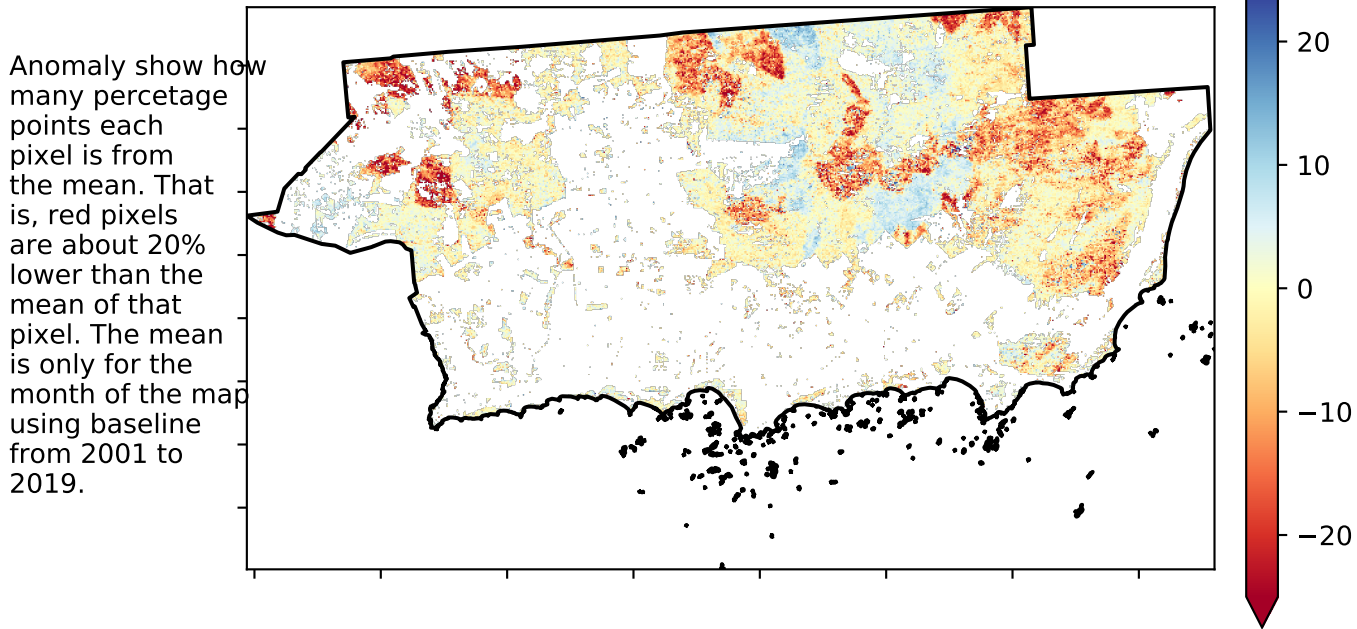 Anomaly show how
many percetage
points each
pixel is from
the mean. That
is, red pixels
are about 20%
lower than the
mean of that
pixel. The mean
is only for the
month of the map
using baseline
from 2001 to
2019.
20
10
0
−10
−20